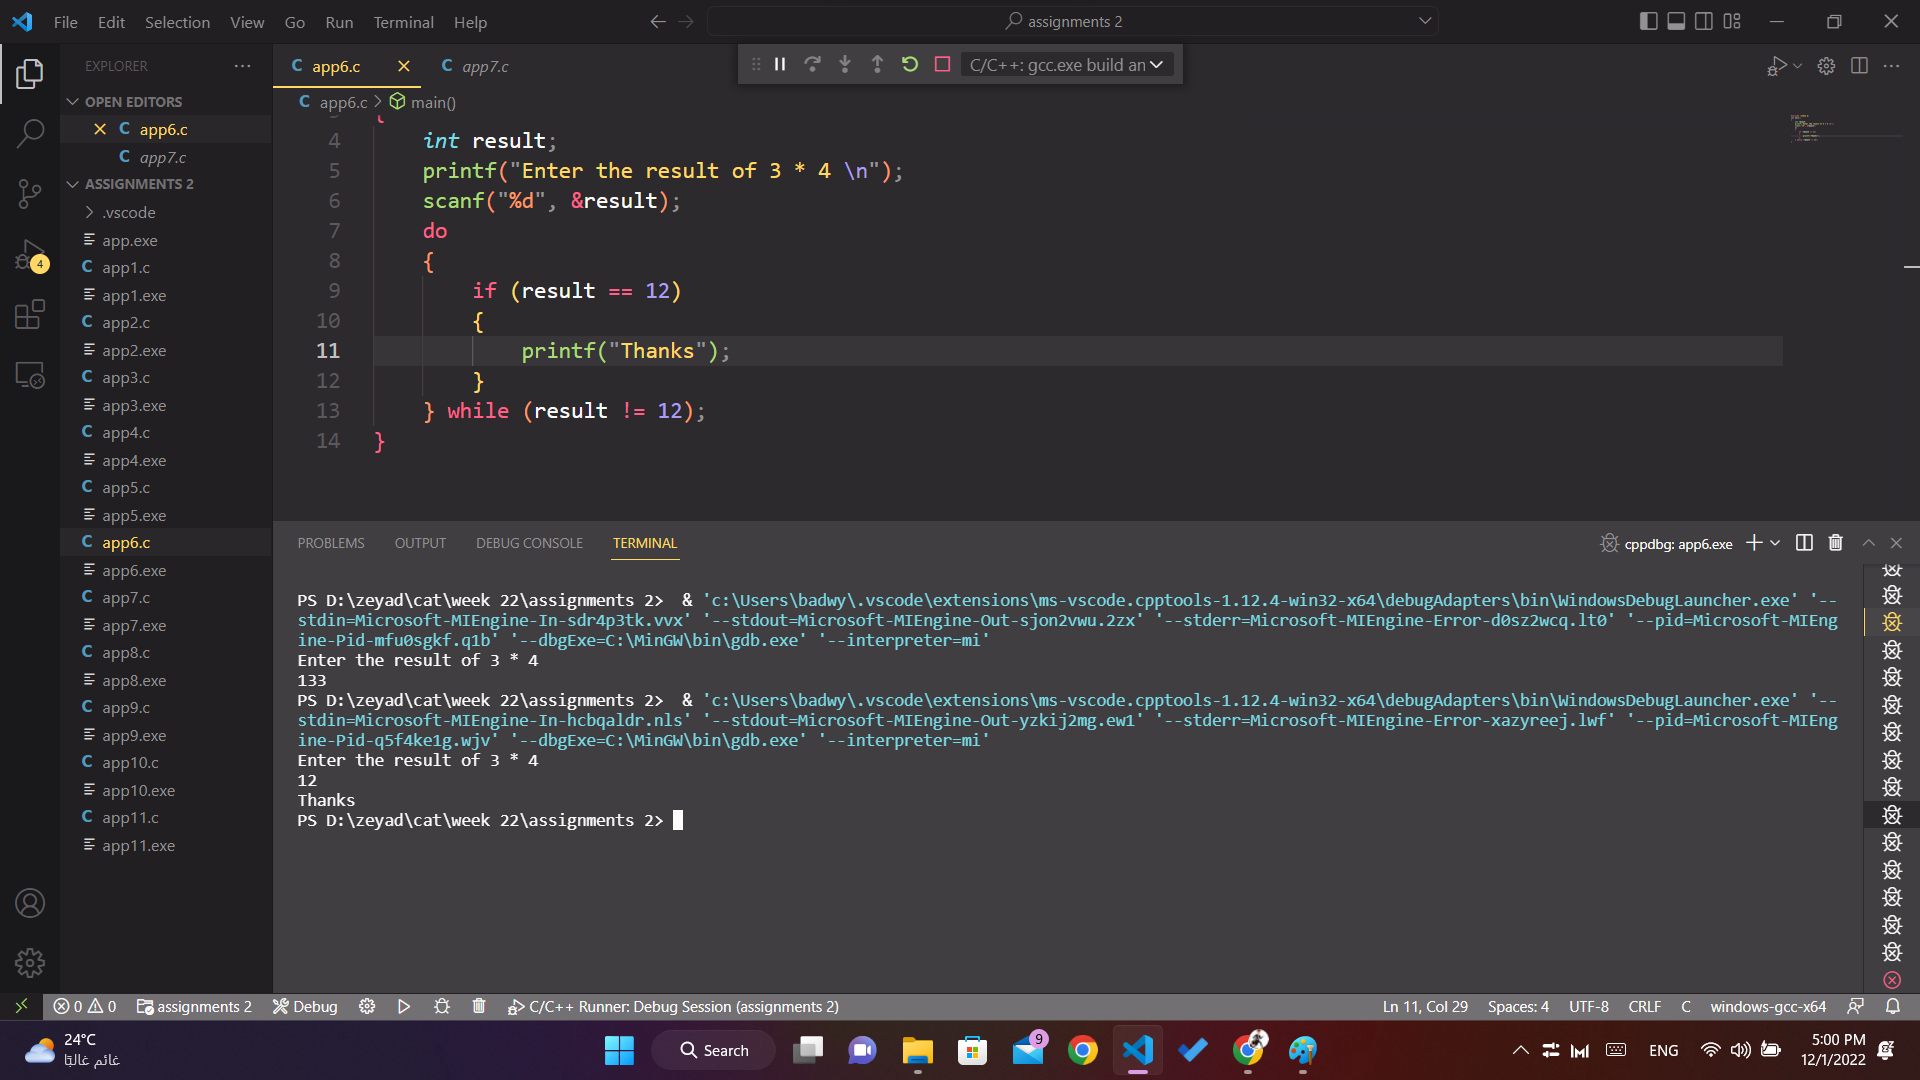 File Edit Selection View Go Run Terminal Help
assignments 2
EXPLORER
OPEN EDITORS
app6.c
app7.c
ASSIGNMENTS 2
.vscode
app.exe
app1.c
app1.exe
app2.c
app2.exe
app3.c
app3.exe
app4.c
app4.exe
app5.c
app5.exe
app6.c
app6.exe
app7.c
app7.exe
app8.c
app8.exe
app9.c
app9.exe
app10.c
app10.exe
app11.c
app11.exe
4
C app6.c
C app7.c
C/C++: gcc.exe build an
C app6.c > main()
3 {
4 int result;
5 printf("Enter the result of 3 * 4 \n");
6 scanf("%d", &result);
7 do
8 {
9 if (result == 12)
10 {
11 printf("Thanks");
12 }
13 } while (result != 12);
14 }
PROBLEMS OUTPUT DEBUG CONSOLE TERMINAL
cppdbg: app6.exe
PS D:\zeyad\cat\week 22\assignments 2>  & 'c:\Users\badwy\.vscode\extensions\ms-vscode.cpptools-1.12.4-win32-x64\debugAdapters\bin\WindowsDebugLauncher.exe' '--
stdin=Microsoft-MIEngine-In-sdr4p3tk.vvx' '--stdout=Microsoft-MIEngine-Out-sjon2vwu.2zx' '--stderr=Microsoft-MIEngine-Error-d0sz2wcq.lt0' '--pid=Microsoft-MIEng
ine-Pid-mfu0sgkf.q1b' '--dbgExe=C:\MinGW\bin\gdb.exe' '--interpreter=mi'
Enter the result of 3 * 4
133
PS D:\zeyad\cat\week 22\assignments 2>  & 'c:\Users\badwy\.vscode\extensions\ms-vscode.cpptools-1.12.4-win32-x64\debugAdapters\bin\WindowsDebugLauncher.exe' '--
stdin=Microsoft-MIEngine-In-hcbqaldr.nls' '--stdout=Microsoft-MIEngine-Out-yzkij2mg.ew1' '--stderr=Microsoft-MIEngine-Error-xazyreej.lwf' '--pid=Microsoft-MIEng
ine-Pid-q5f4ke1g.wjv' '--dbgExe=C:\MinGW\bin\gdb.exe' '--interpreter=mi'
Enter the result of 3 * 4
12
Thanks
PS D:\zeyad\cat\week 22\assignments 2>
0 0 assignments 2 Debug C/C++ Runner: Debug Session (assignments 2)
Ln 11, Col 29 Spaces: 4 UTF-8 CRLF C windows-gcc-x64
24°C
غائم غالبًا
Search
9
ENG
5:00 PM
12/1/2022